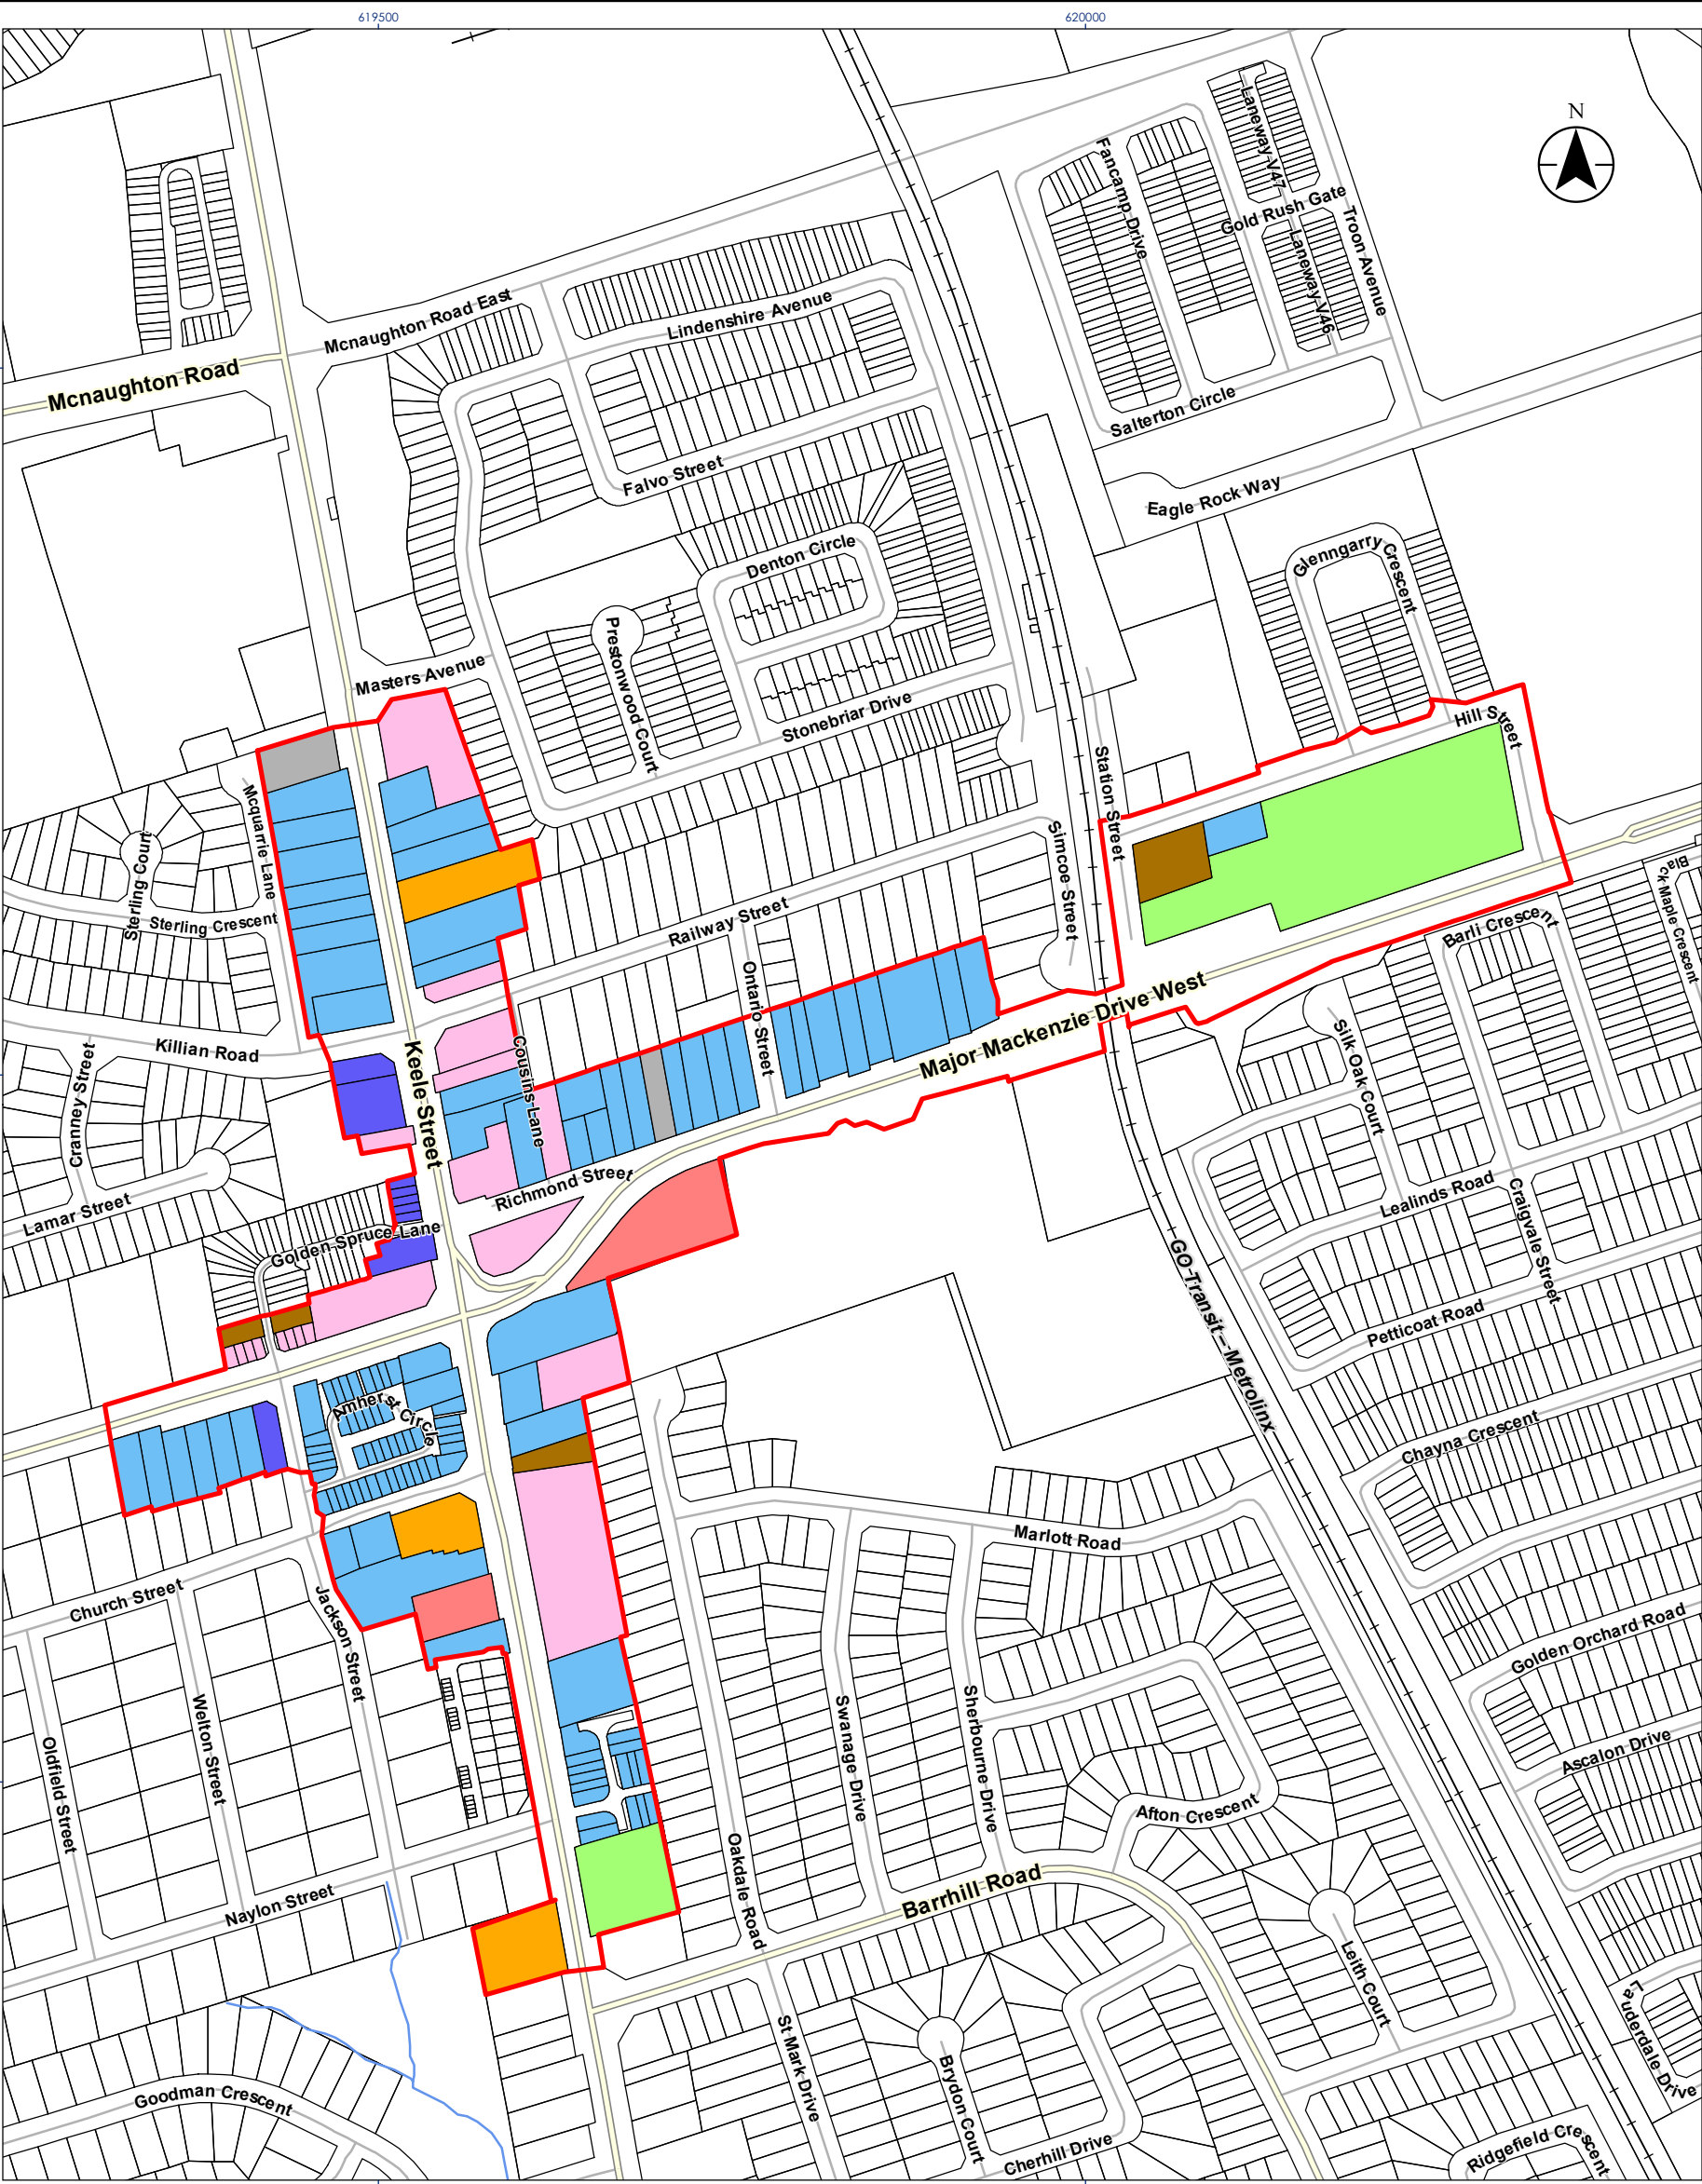 619500
620000
N
Laneway V47
Fancamp Drive
Gold Rush Gate
Troon Avenue
Laneway V46
Mcnaughton Road East
Lindenshire Avenue
Mcnaughton Road
Salterton Circle
Falvo Street
Eagle Rock Way
Denton Circle
Glenngarry Crescent
Prestonwood Court
Masters Avenue
Stonebriar Drive
Hill Street
Station Street
Mcquarrie Lane
Sterling Court
Simcoe Street
Sterling Crescent
Railway Street
Black Maple Crescent
Barli Crescent
Ontario Street
Major Mackenzie Drive West
Silk Oak Court
Killian Road
Keele Street
Cousins Lane
Cranney Street
Richmond Street
Lamar Street
Golden Spruce Lane
Lealinds Road
Craigvale Street
GO Transit - Metrolinx
Petticoat Road
Amherst Circle
Chayna Crescent
Marlott Road
Church Street
Jackson Street
Golden Orchard Road
Welton Street
Oldfield Street
Swanage Drive
Sherbourne Drive
Ascalon Drive
Afton Crescent
Oakdale Road
Barrhill Road
Naylon Street
Leith Court
Lauderdale Drive
St Mark Drive
Brydon Court
Goodman Crescent
Cherhill Drive
Ridgefield Crescent